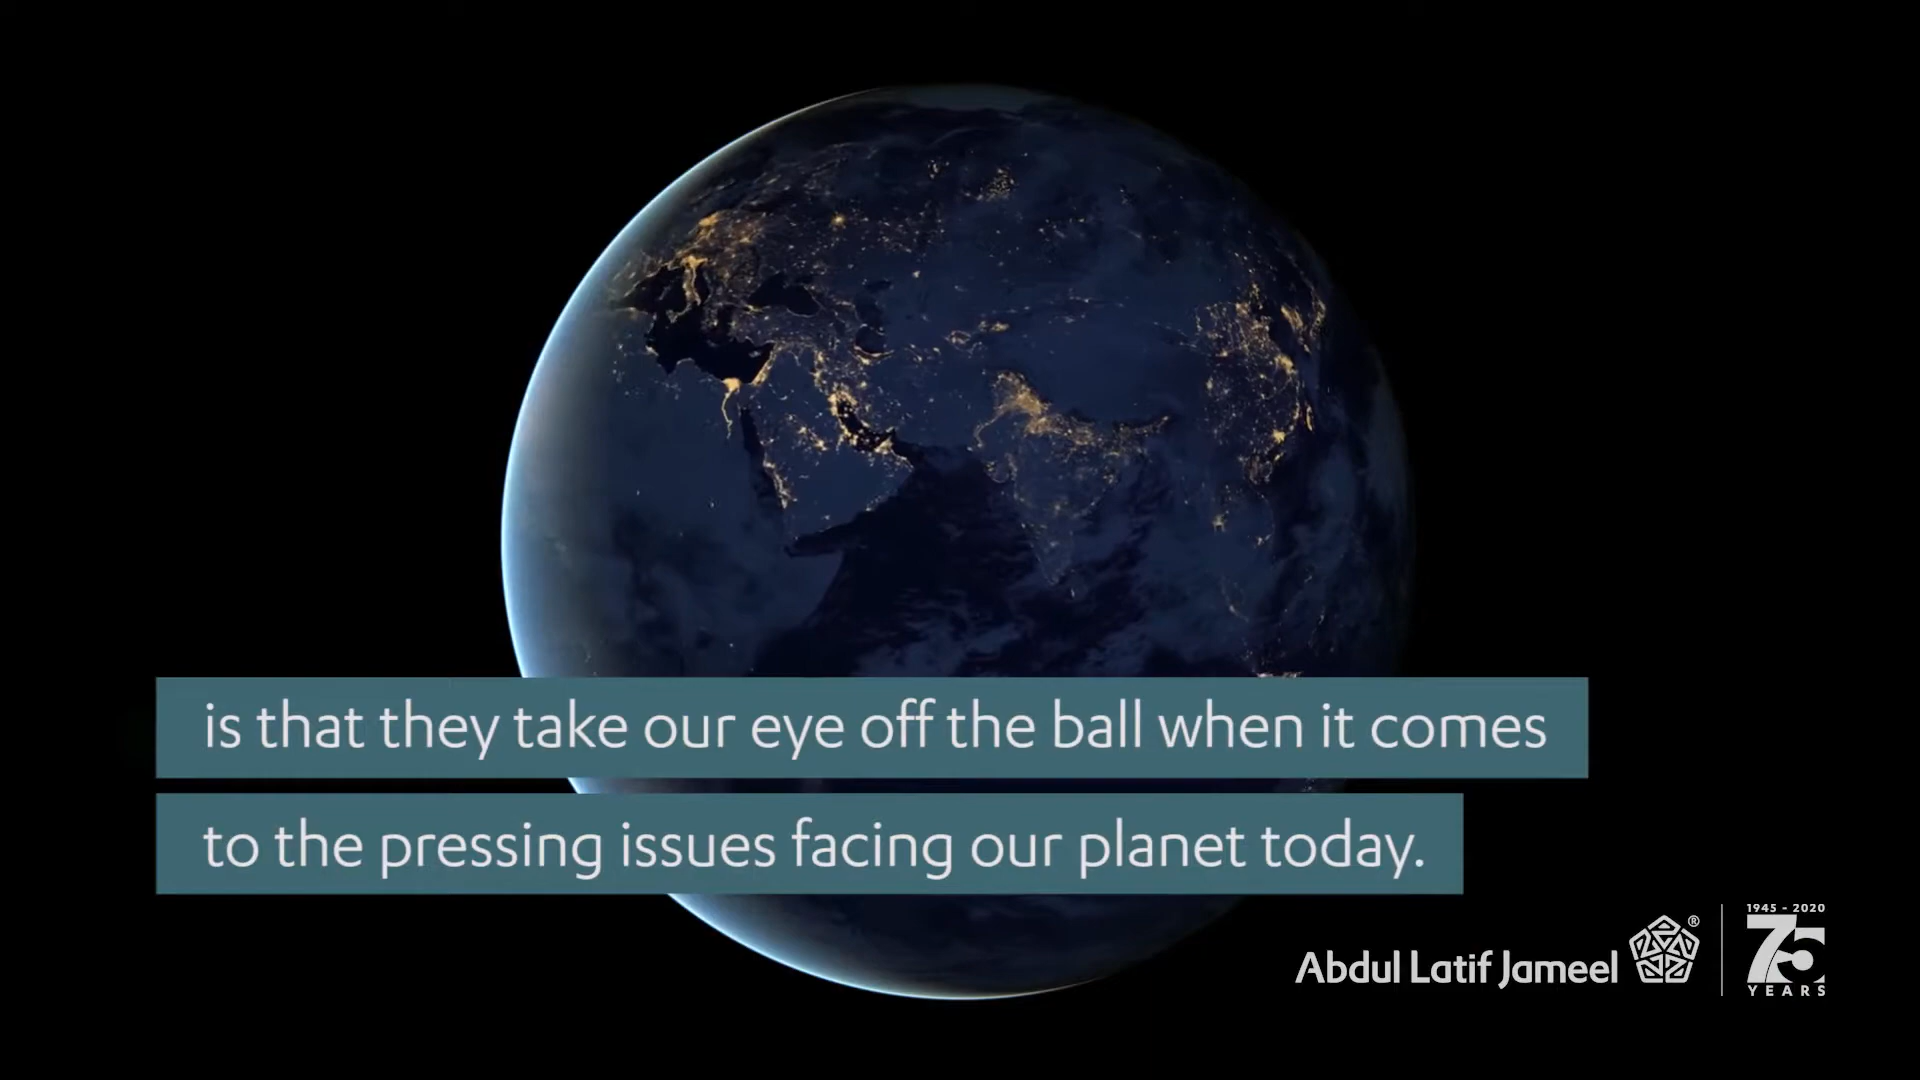 is that they take our eye off the ball when it comes
to the pressing issues facing our planet today.
Abdul Latif Jameel ®
1945 - 2020
75
YEARS